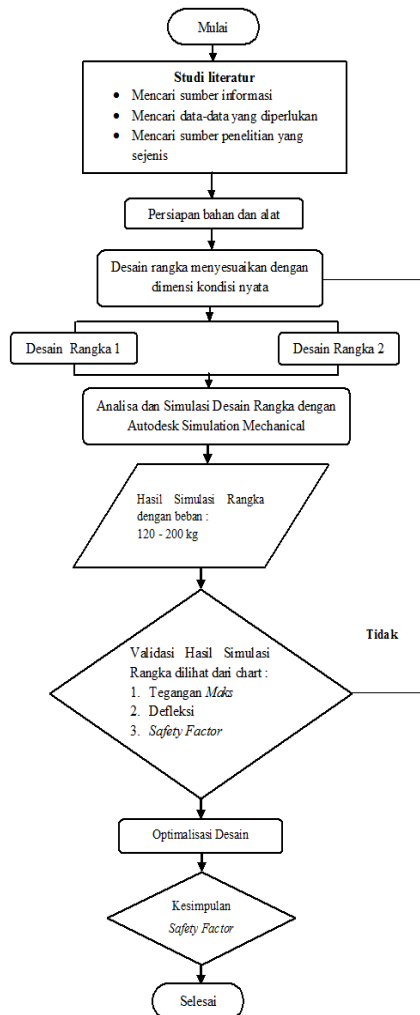 Mulai
Studi literatur
• Mencari sumber informasi
• Mencari data-data yang diperlukan
• Mencari sumber penelitian yang
sejenis
Persiapan bahan dan alat
Desain rangka menyesuaikan dengan
dimensi kondisi nyata
Desain Rangka 1
Desain Rangka 2
Analisa dan Simulasi Desain Rangka dengan
Autodesk Simulation Mechanical
Hasil Simulasi Rangka
dengan beban :
120 - 200 kg
Tidak
Validasi Hasil Simulasi
Rangka dilihat dari chart :
1. Tegangan Maks
2. Defleksi
3. Safety Factor
Optimalisasi Desain
Kesimpulan
Safety Factor
Selesai